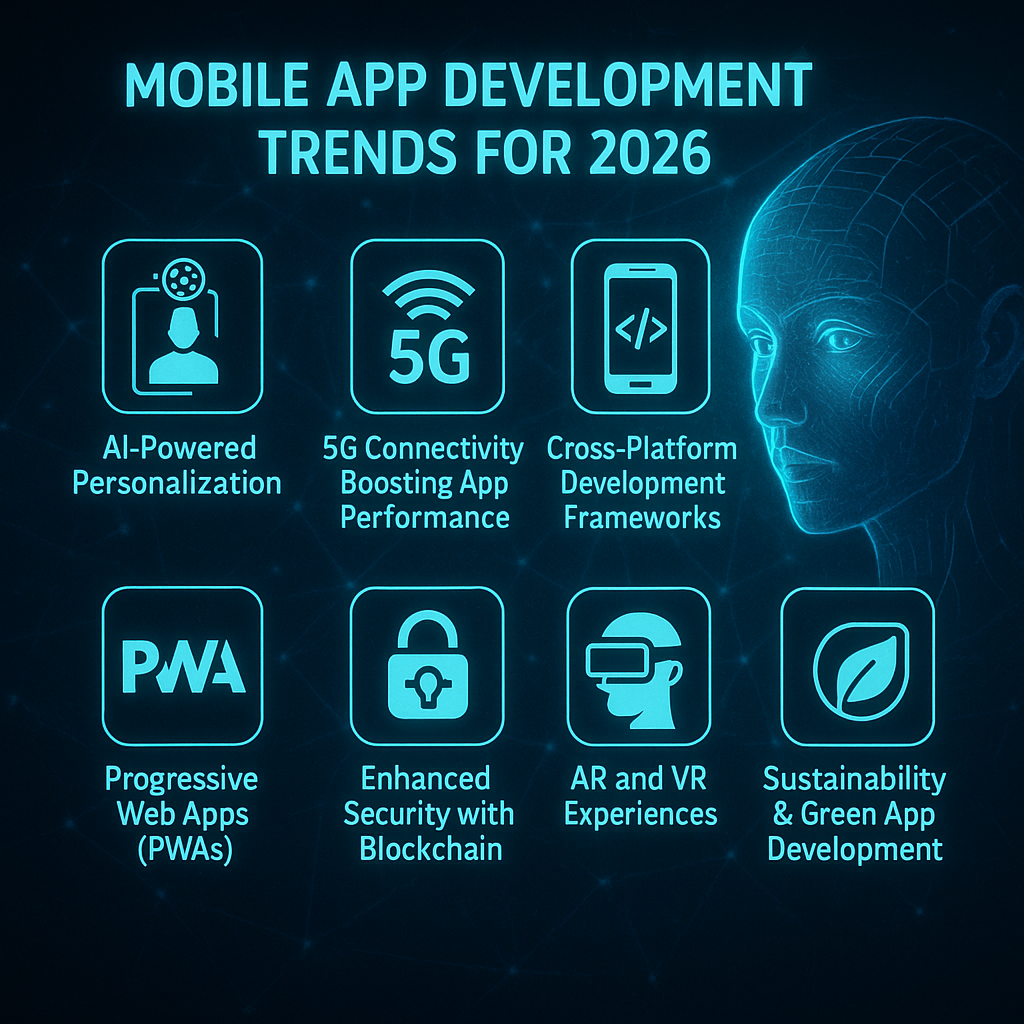 MOBILE APP DEVELOPMENT
TRENDS FOR 2026
5G
</>
AI-Powered
Personalization
5G Connectivity
Boosting App
Performance
Cross-Platform
Development
Frameworks
PWA
Progressive
Web Apps
(PWAs)
Enhanced
Security with
Blockchain
AR and VR
Experiences
Sustainability
& Green App
Development